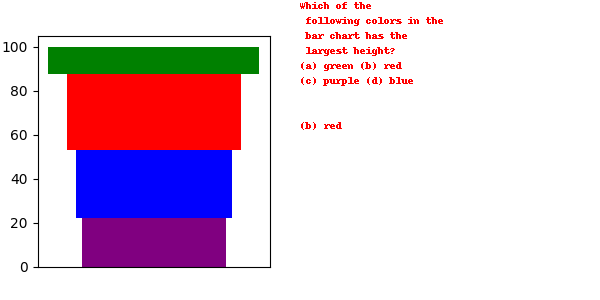 Which of the
following colors in the
bar chart has the
largest height?
(a) green (b) red
(c) purple (d) blue
(b) red
100
80
60
40
20
0